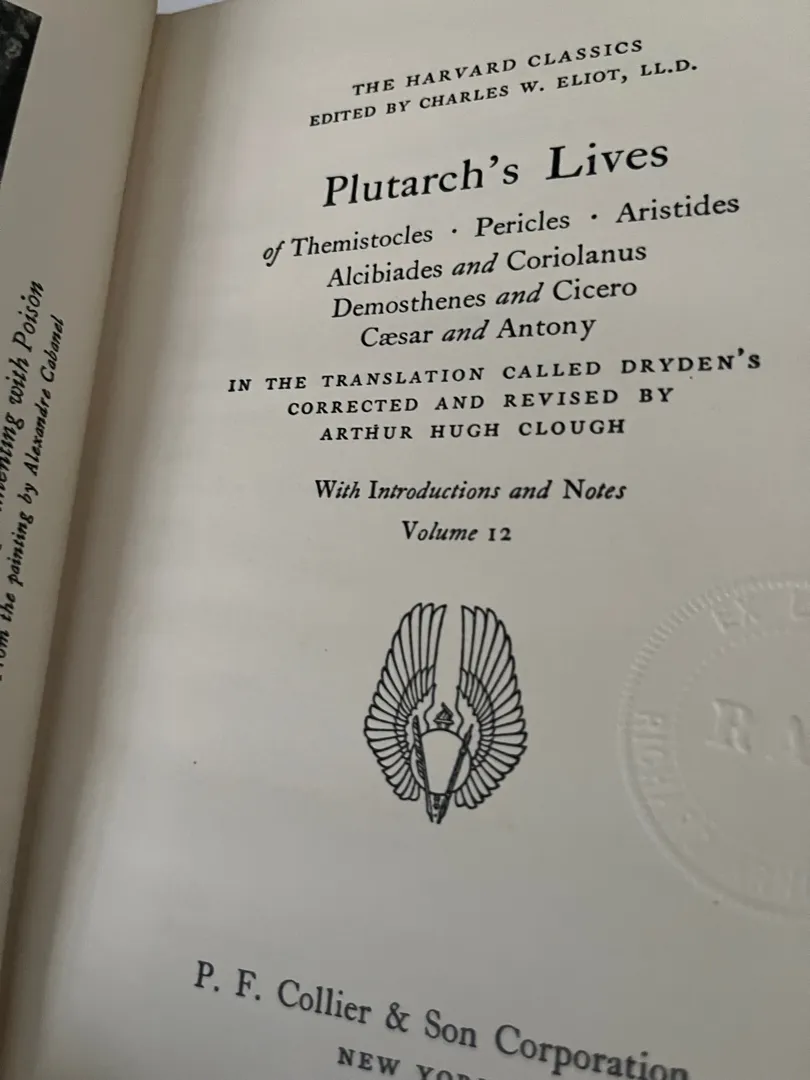 THE HARVARD CLASSICS
EDITED BY CHARLES W. ELIOT, LL.D.
Plutarch's Lives
of Themistocles · Pericles · Aristides
Alcibiades and Coriolanus
Demosthenes and Cicero
Cæsar and Antony
IN THE TRANSLATION CALLED DRYDEN'S
CORRECTED AND REVISED BY
ARTHUR HUGH CLOUGH
With Introductions and Notes
Volume 12
P. F. Collier & Son Corporation
NEW
with Poison
the painting by Alexandre Cabanel
EX